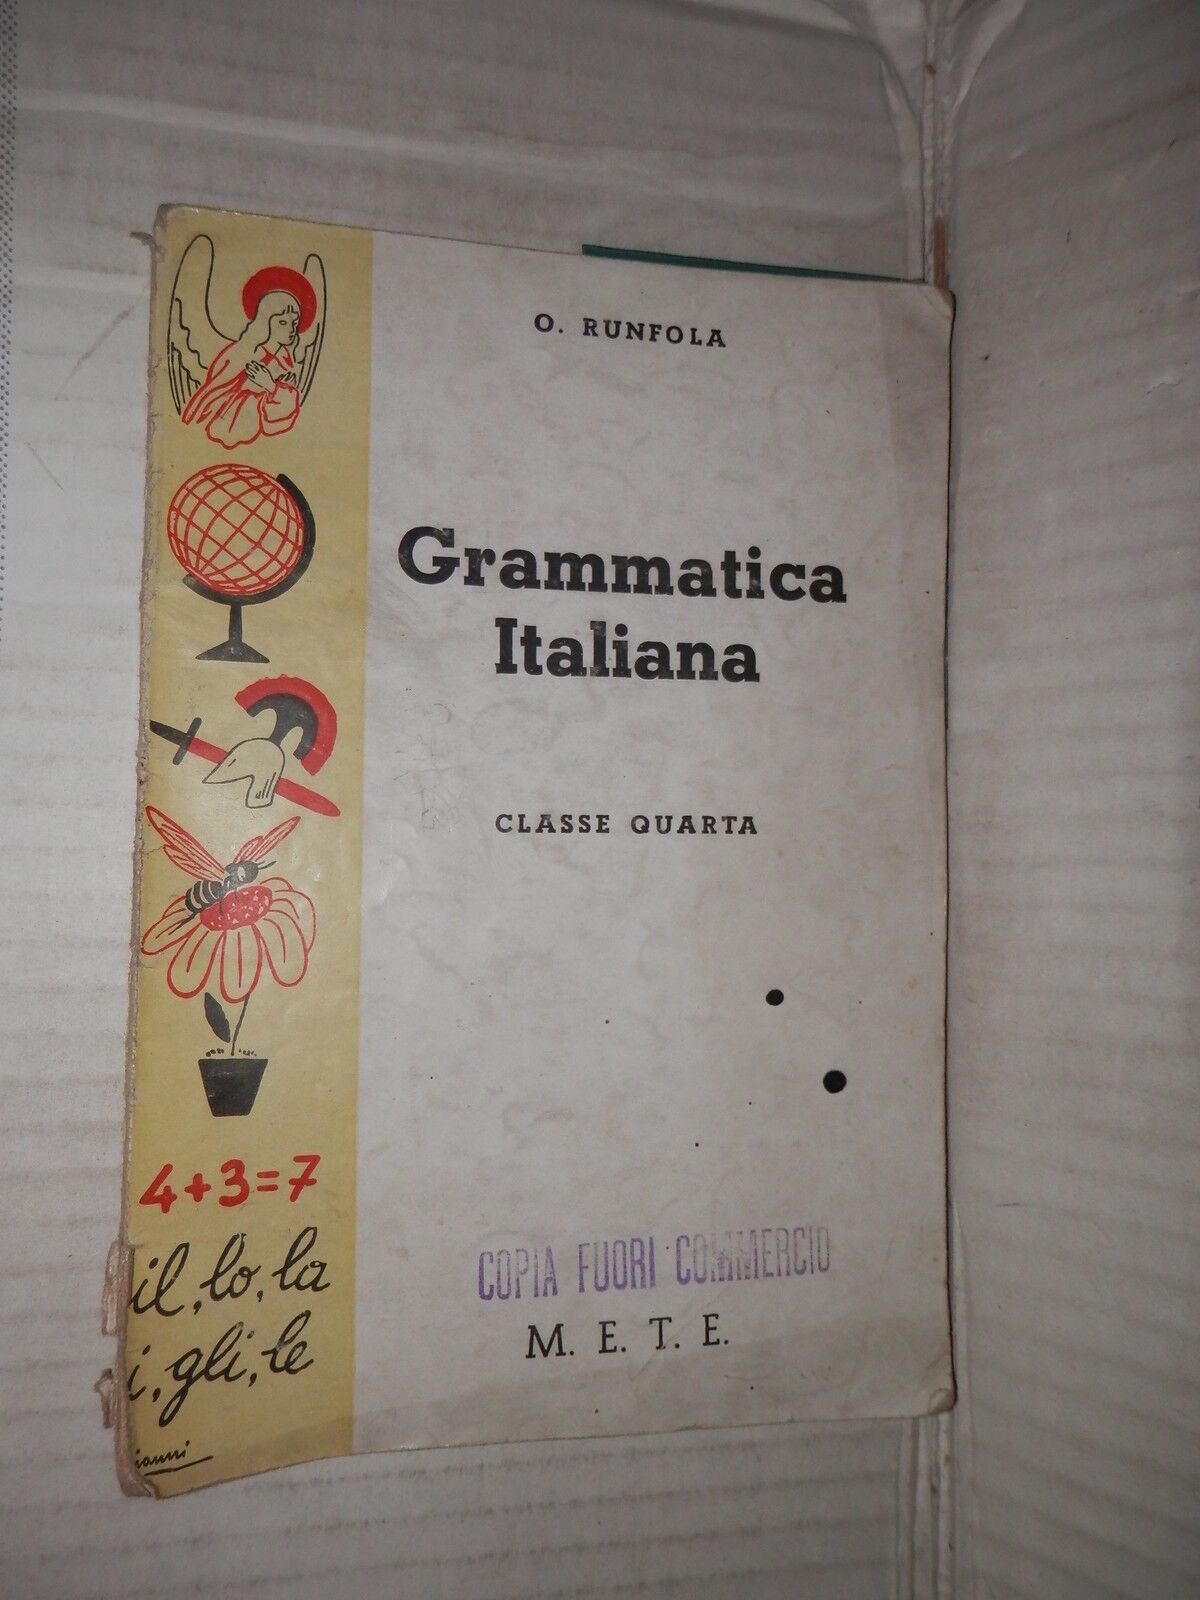 O. RUNFOLA
Grammatica
Italiana
CLASSE QUARTA
4+3=7
il, lo, la
i, gli, le
COPIA FUORI COMMERCIO
M. E. T. E.